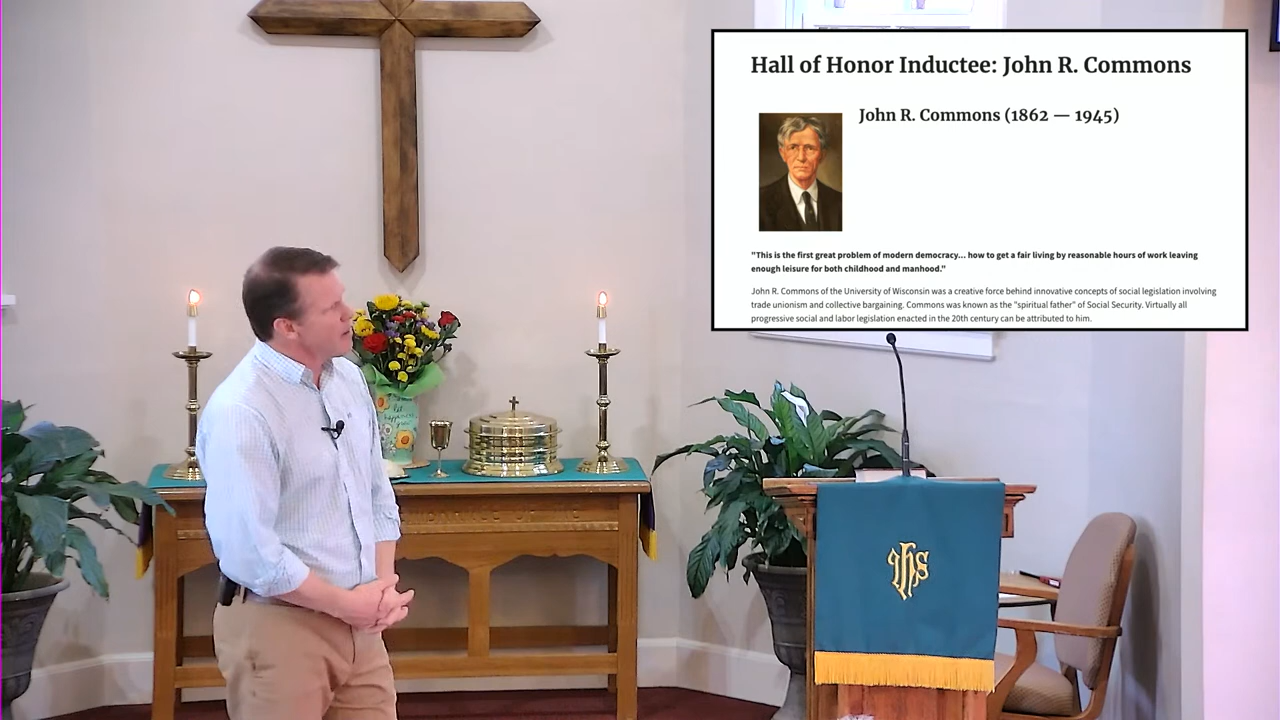 Hall of Honor Inductee: John R. Commons
John R. Commons (1862 — 1945)
"This is the first great problem of modern democracy... how to get a fair living by reasonable hours of work leaving
enough leisure for both childhood and manhood."
John R. Commons of the University of Wisconsin was a creative force behind innovative concepts of social legislation involving
trade unionism and collective bargaining. Commons was known as the "spiritual father" of Social Security. Virtually all
progressive social and labor legislation enacted in the 20th century can be attributed to him.
let
happiness
ihs